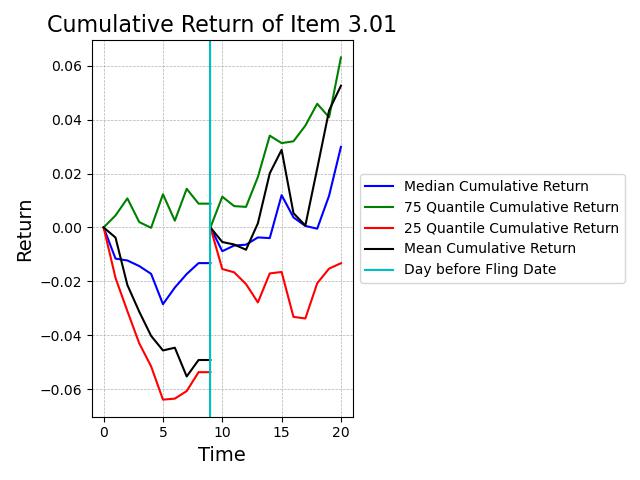 Cumulative Return of Item 3.01
0.06
0.04
0.02
0.00
−0.02
−0.04
−0.06
Return
0
5
10
15
20
Time
Median Cumulative Return
75 Quantile Cumulative Return
25 Quantile Cumulative Return
Mean Cumulative Return
Day before Fling Date